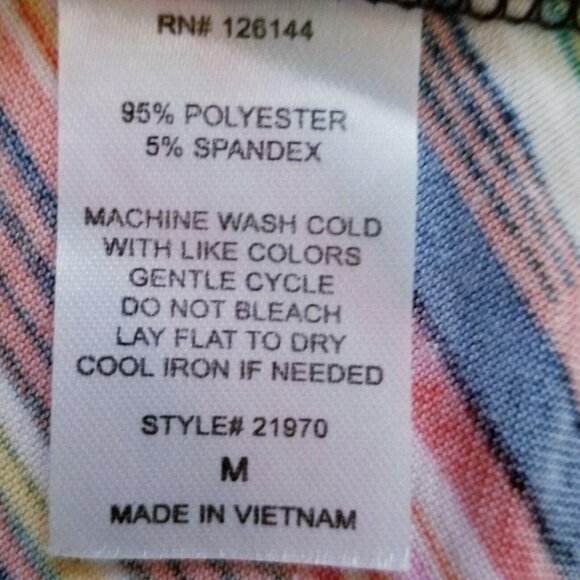 RN# 126144
95% POLYESTER
5% SPANDEX
MACHINE WASH COLD
WITH LIKE COLORS
GENTLE CYCLE
DO NOT BLEACH
LAY FLAT TO DRY
COOL IRON IF NEEDED
STYLE# 21970
M
MADE IN VIETNAM